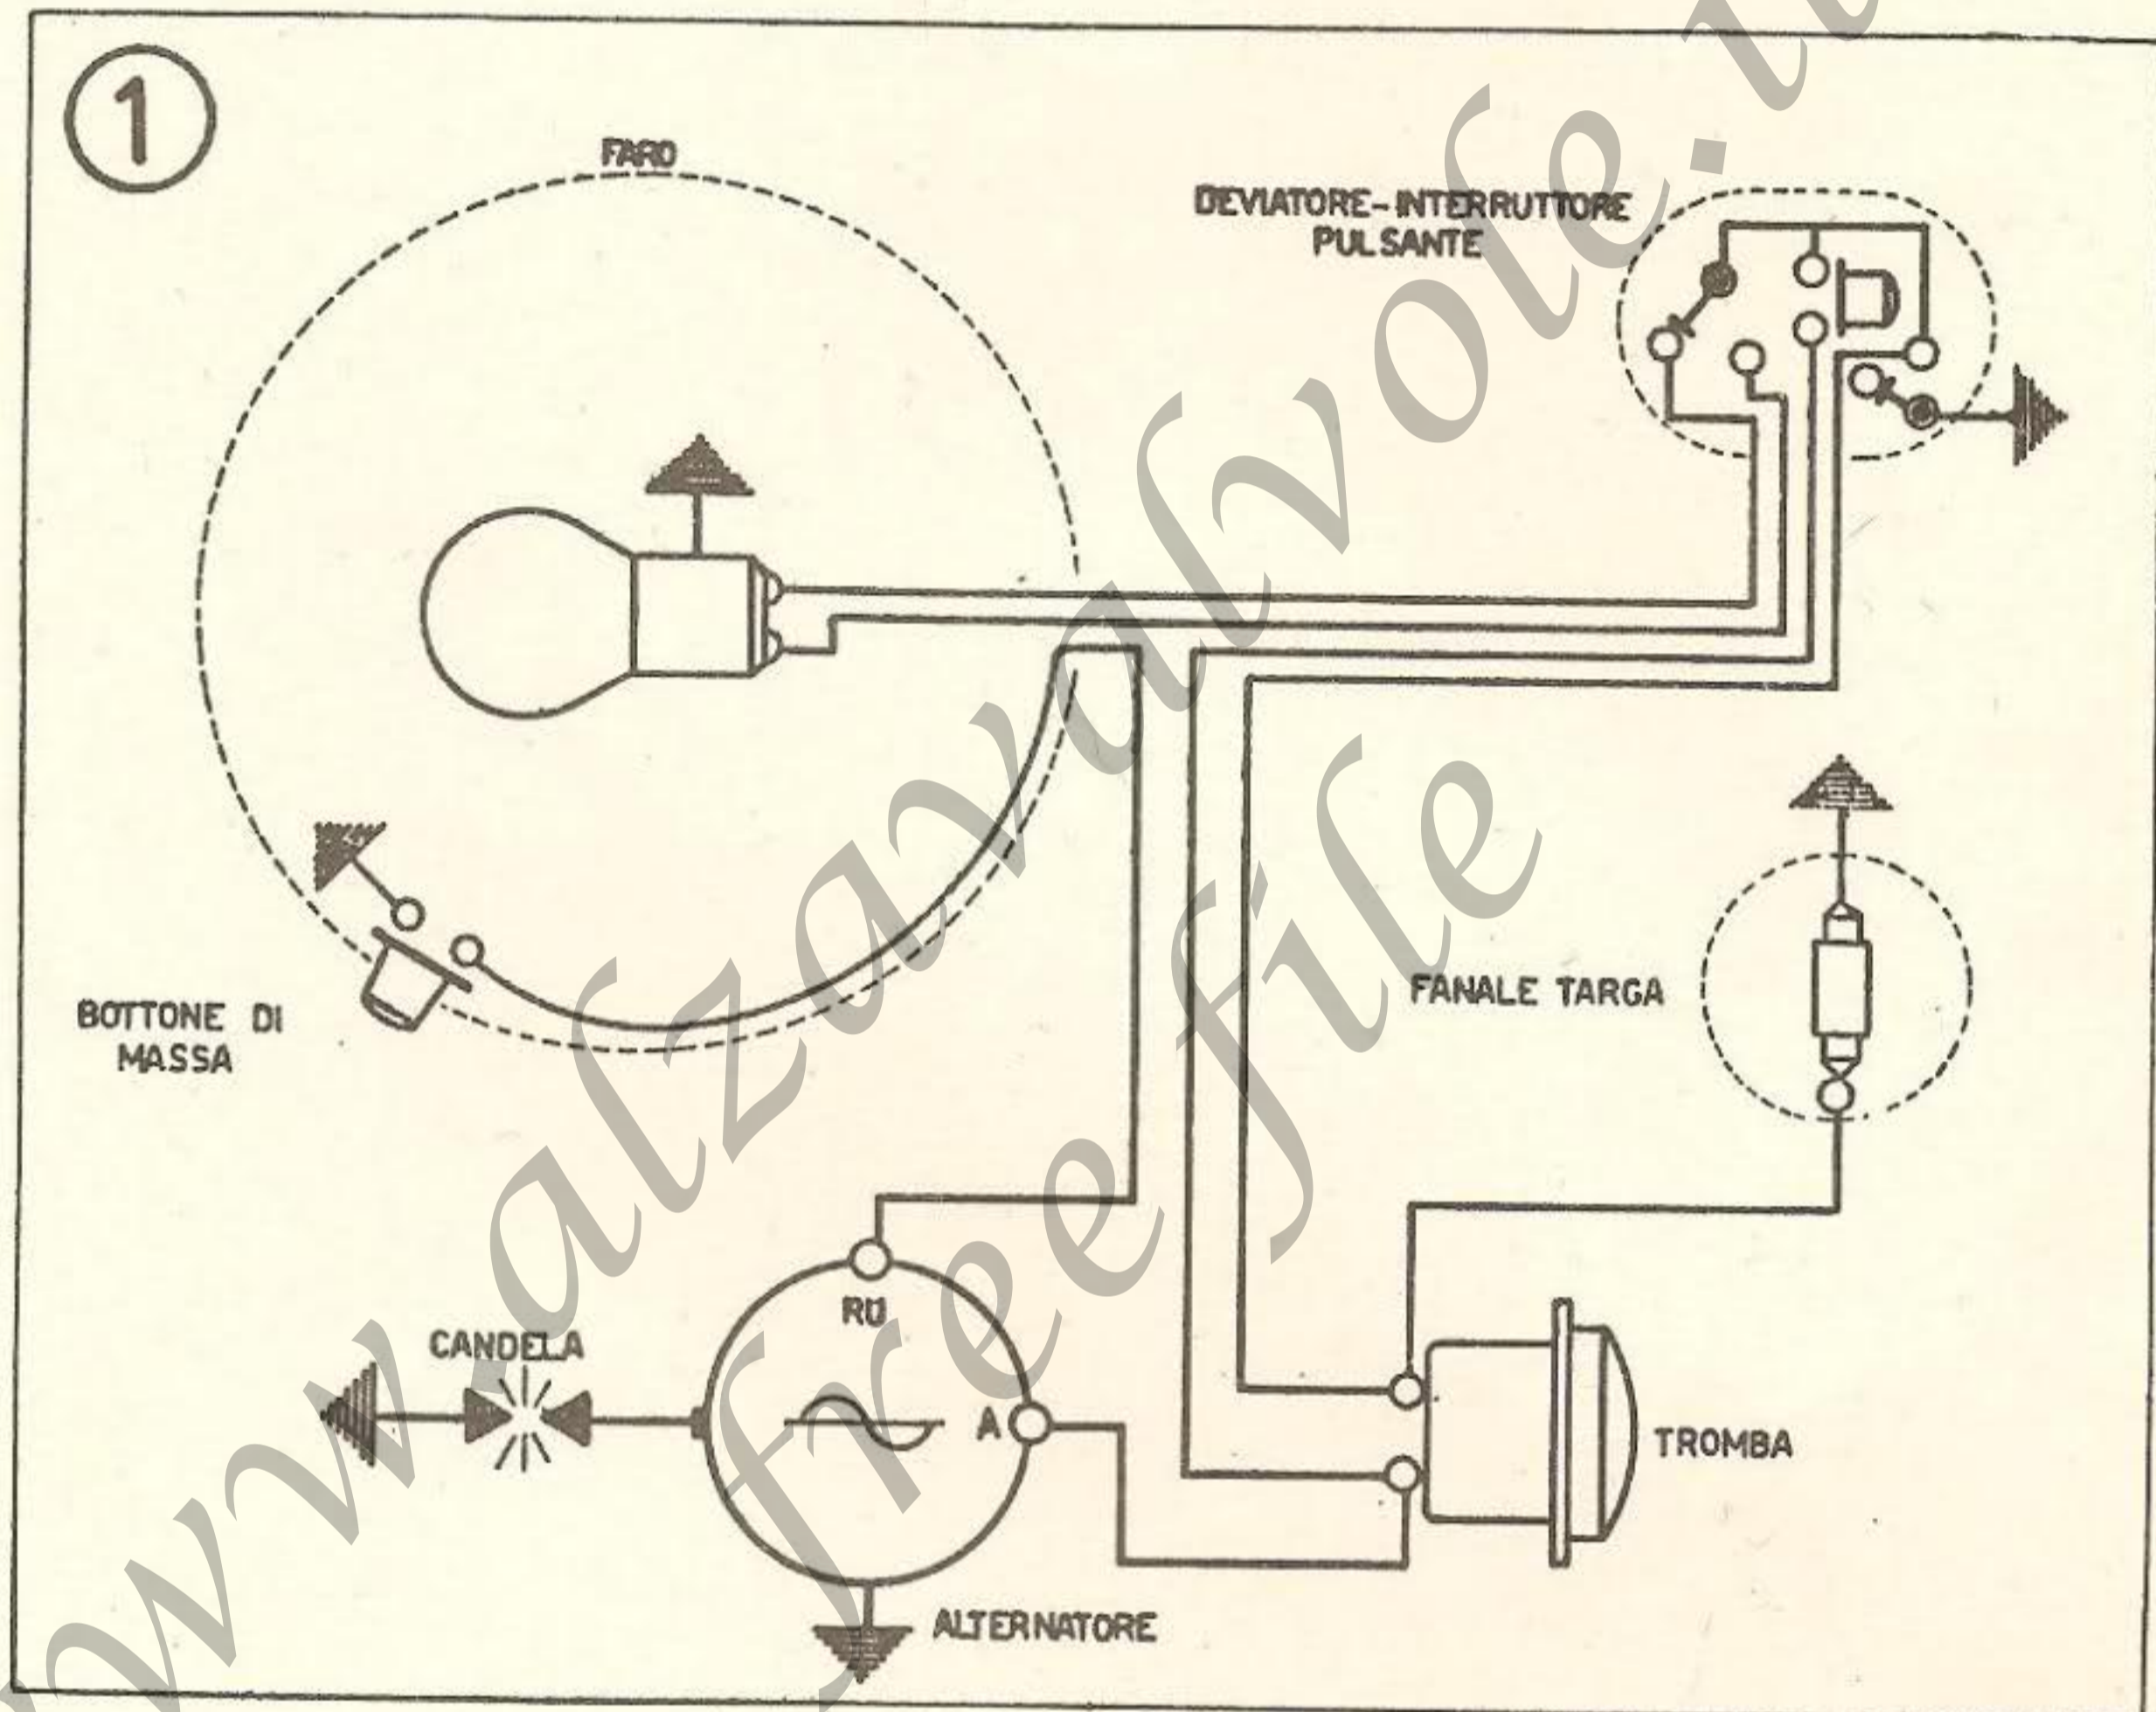 1
FARO
DEVIATORE-INTERRUTTORE
PULSANTE
FANALE TARGA
BOTTONE DI
MASSA
RU
CANDELA
A
TROMBA
ALTERNATORE
www.alzavalvole.it
free file